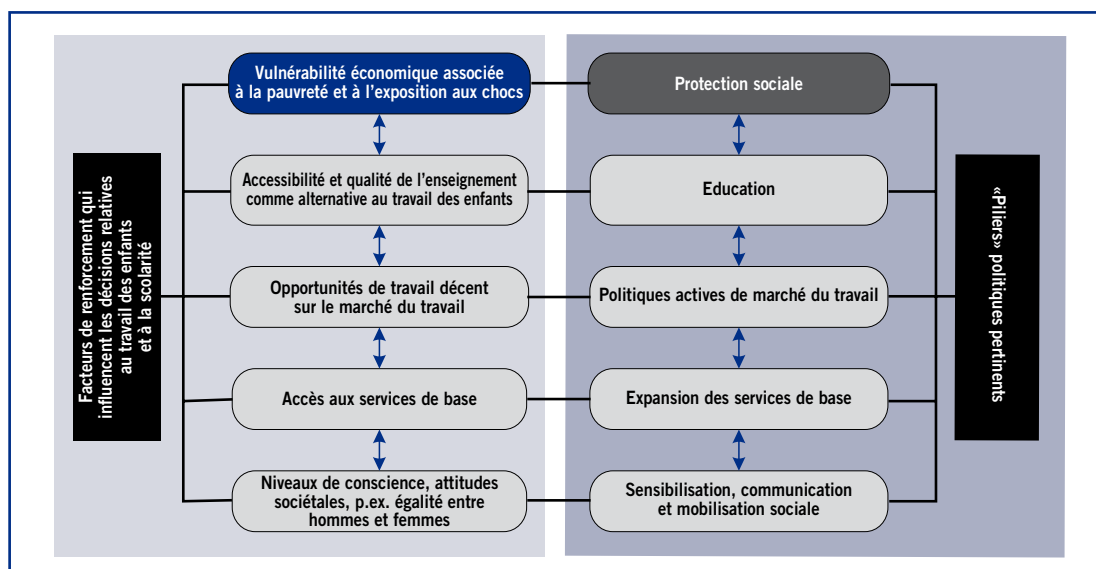 Facteurs de renforcement qui
influencent les décisions relatives
au travail des enfants
et à la scolarité
Vulnérabilité économique associée
à la pauvreté et à l’exposition aux chocs
Protection sociale
Accessibilité et qualité de l’enseignement
comme alternative au travail des enfants
Education
Opportunités de travail décent
sur le marché du travail
Politiques actives de marché du travail
Accès aux services de base
Expansion des services de base
Niveaux de conscience, attitudes
sociétales, p.ex. égalité entre
hommes et femmes
Sensibilisation, communication
et mobilisation sociale
«Piliers» politiques pertinents